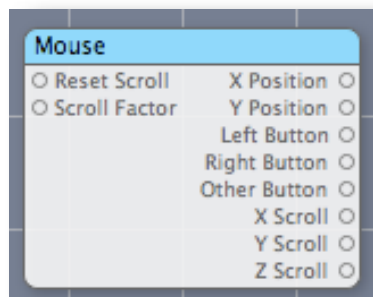 Mouse
Reset Scroll X Position
Scroll Factor Y Position
Left Button
Right Button
Other Button
X Scroll
Y Scroll
Z Scroll